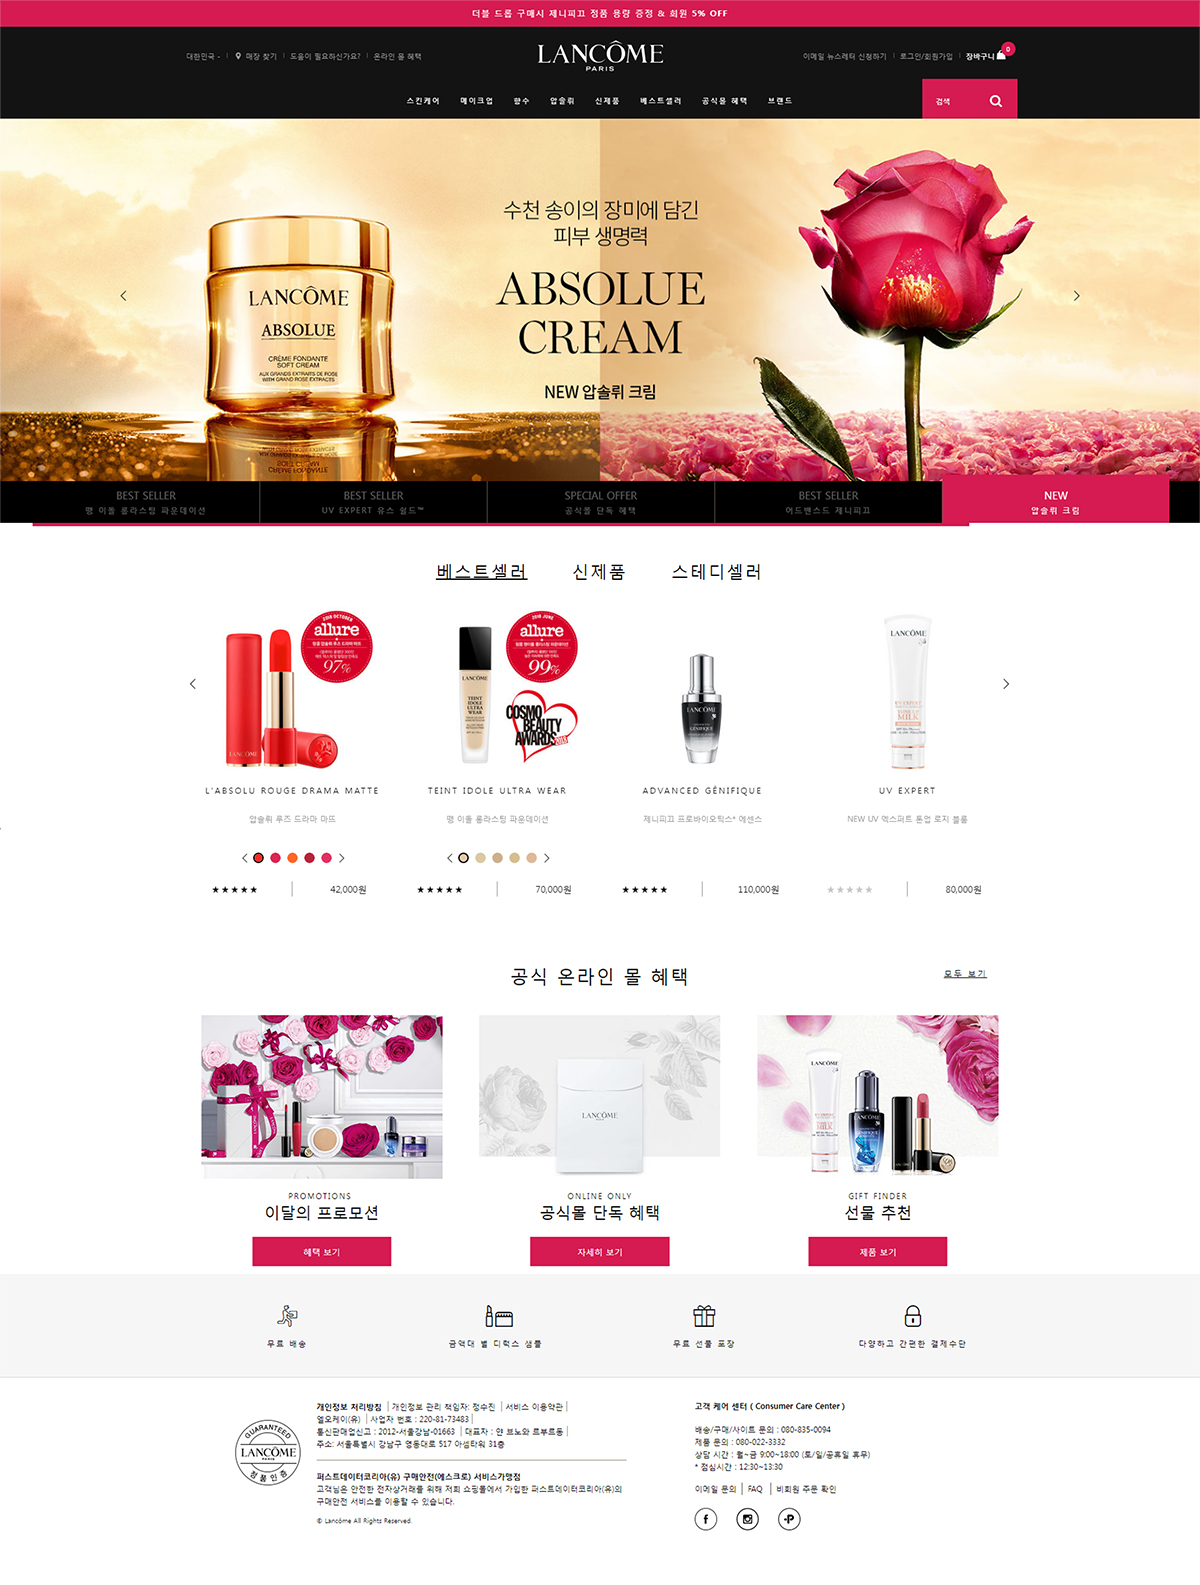 더블 드롭 구매시 제니피끄 정품 용량 증정 & 회원 5% OFF
대한민국 - | 매장 찾기 | 도움이 필요하신가요? | 온라인 몰 혜택
LANCÔME
PARIS
이메일 뉴스레터 신청하기 | 로그인/회원가입 | 장바구니 0
스킨케어 메이크업 향수 압솔뤼 신제품 베스트셀러 공식몰 혜택 브랜드
검색
수천 송이의 장미에 담긴
피부 생명력
ABSOLUE
CREAM
NEW 압솔뤼 크림
LANCÔME
ABSOLUE
CRÈME FONDANTE
SOFT CREAM
AUX GRANDS EXTRAITS DE ROSE
WITH GRAND ROSE EXTRACTS
BEST SELLER
뗑 이돌 롱라스팅 파운데이션
BEST SELLER
UV EXPERT 유스 쉴드™
SPECIAL OFFER
공식몰 단독 혜택
BEST SELLER
어드밴스드 제니피끄
NEW
압솔뤼 크림
베스트셀러 신제품 스테디셀러
2018 OCTOBER
allure
97%
LANCÔME
2018 JUNE
allure
99%
COSMO
BEAUTY
AWARDS
LANCÔME
TEINT
IDOLE
ULTRA
WEAR
LANCÔME
GÉNIFIQUE
LANCÔME
UV EXPERT
MILK
L'ABSOLU ROUGE DRAMA MATTE
압솔뤼 루즈 드라마 마뜨
★★★★★ | 42,000원
TEINT IDOLE ULTRA WEAR
뗑 이돌 롱라스팅 파운데이션
★★★★★ | 70,000원
ADVANCED GÉNIFIQUE
제니피끄 프로바이오틱스* 에센스
★★★★★ | 110,000원
UV EXPERT
NEW UV 엑스퍼트 톤업 로지 블룸
★★★★★ | 80,000원
공식 온라인 몰 혜택
모두 보기
LANCÔME
LANCÔME
PROMOTIONS
이달의 프로모션
혜택 보기
ONLINE ONLY
공식몰 단독 혜택
자세히 보기
GIFT FINDER
선물 추천
제품 보기
무료 배송
금액대 별 디럭스 샘플
무료 선물 포장
다양하고 간편한 결제수단
GUARANTEED
LANCÔME
정품인증
개인정보 처리방침 | 개인정보 관리 책임자: 정수진 | 서비스 이용약관 |
엘오케이(유) | 사업자 번호 : 220-81-73483 |
통신판매업신고 : 2012-서울강남-01663 | 대표자 : 얀 브노와 르부르동 |
주소: 서울특별시 강남구 영동대로 517 아셈타워 31층
퍼스트데이터코리아(유) 구매안전(에스크로) 서비스가맹점
고객님은 안전한 전자상거래를 위해 저희 쇼핑몰에서 가입한 퍼스트데이터코리아(유)의
구매안전 서비스를 이용할 수 있습니다.
© Lancôme All Rights Reserved.
고객 케어 센터 ( Consumer Care Center )
배송/구매/사이트 문의 : 080-835-0094
제품 문의 : 080-022-3332
상담 시간 : 월~금 9:00~18:00 (토/일/공휴일 휴무)
* 점심시간 : 12:30~13:30
이메일 문의 | FAQ | 비회원 주문 확인